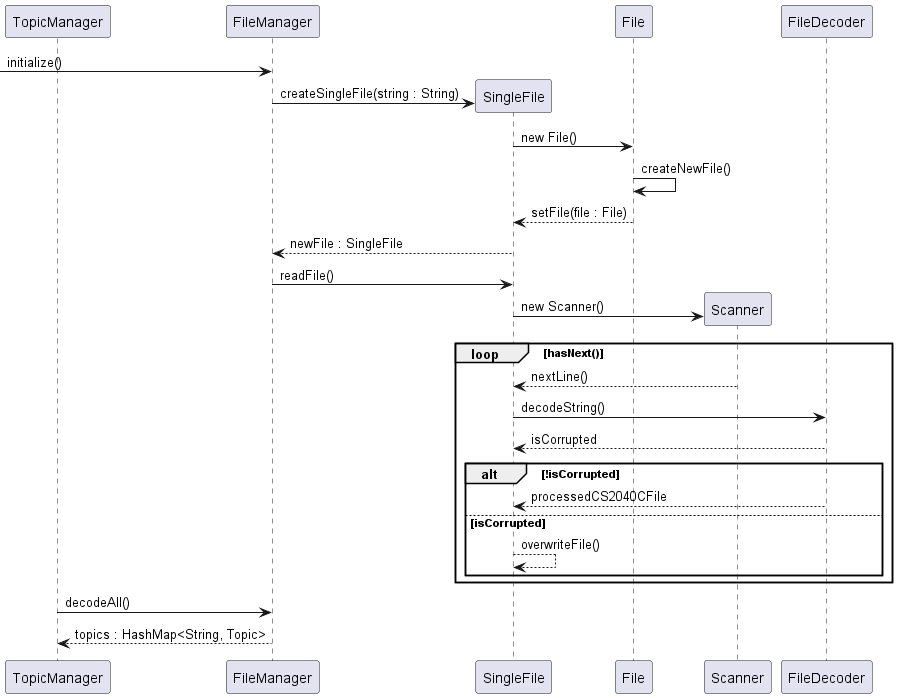 TopicManager FileManager File FileDecoder
initialize()
createSingleFile(string : String) SingleFile
new File()
createNewFile()
setFile(file : File)
newFile : SingleFile
readFile()
new Scanner() Scanner
loop [hasNext()]
nextLine()
decodeString()
isCorrupted
alt [!isCorrupted]
processedCS2040CFile
[isCorrupted]
overwriteFile()
decodeAll()
topics : HashMap<String, Topic>
TopicManager FileManager SingleFile File Scanner FileDecoder